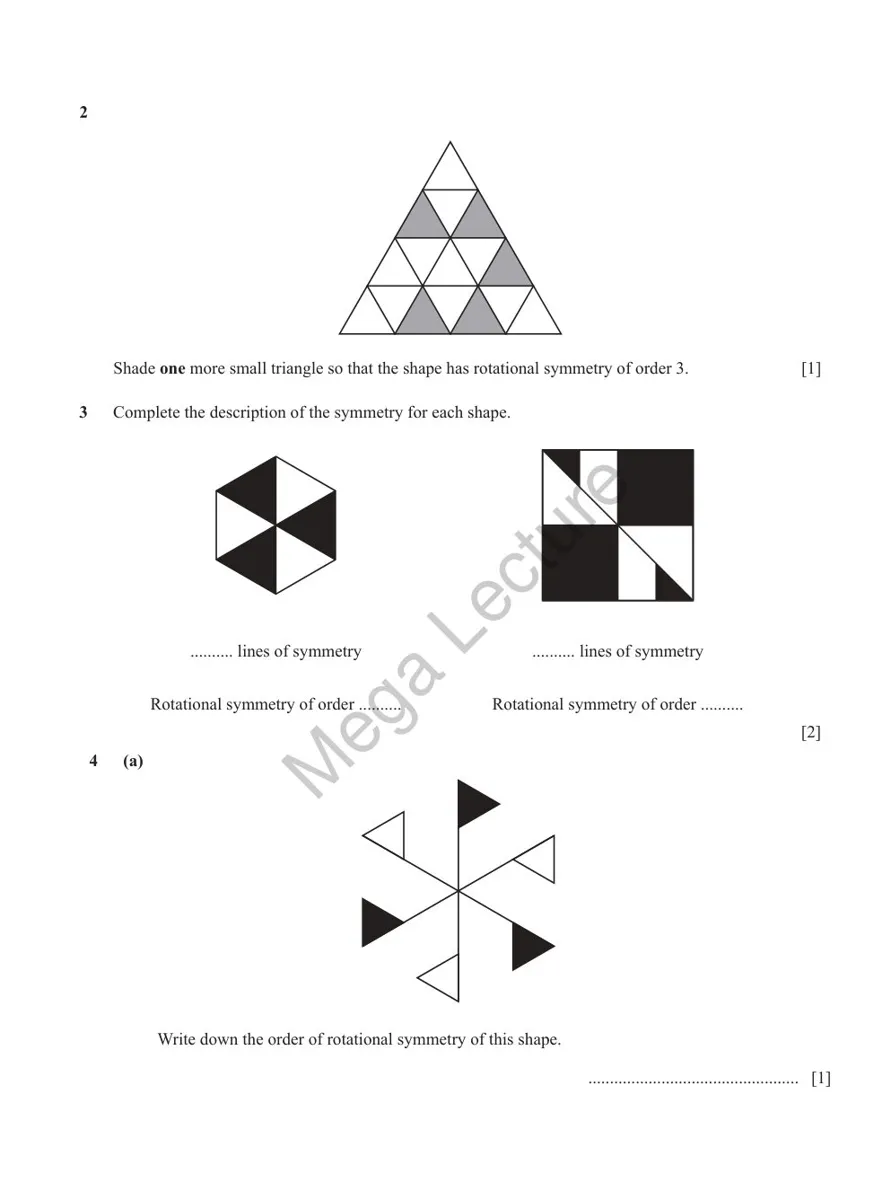 2
Shade one more small triangle so that the shape has rotational symmetry of order 3. [1]
3 Complete the description of the symmetry for each shape.
.......... lines of symmetry .......... lines of symmetry
Rotational symmetry of order .......... Rotational symmetry of order ..........
[2]
Mega Lecture
4 (a)
Write down the order of rotational symmetry of this shape.
................................................. [1]